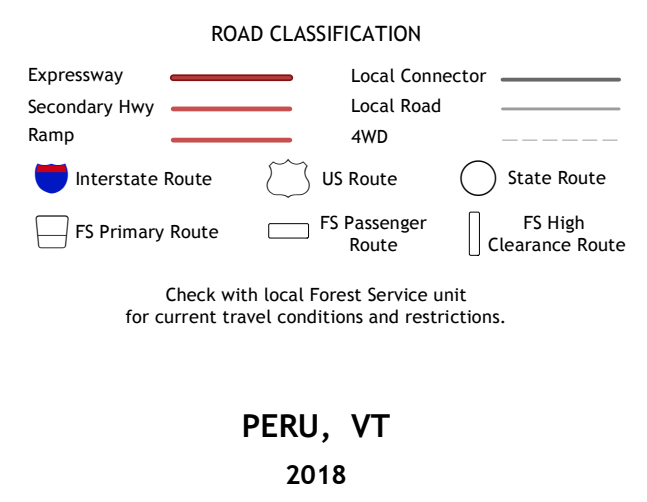 ROAD CLASSIFICATION
Expressway
Local Connector
Secondary Hwy
Local Road
Ramp
4WD
Interstate Route
US Route
State Route
FS Primary Route
FS Passenger
Route
FS High
Clearance Route
Check with local Forest Service unit
for current travel conditions and restrictions.
PERU, VT
2018